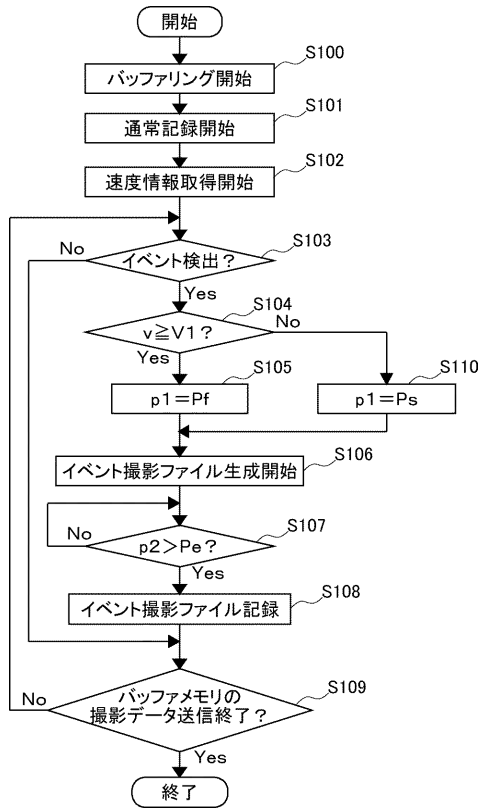 開始
S100
バッファリング開始
S101
通常記録開始
S102
速度情報取得開始
S103
No
イベント検出？
Yes
S104
v≧V1？
No
Yes
S105
p1＝Pf
S110
p1＝Ps
S106
イベント撮影ファイル生成開始
S107
No
p2＞Pe？
Yes
S108
イベント撮影ファイル記録
S109
No
バッファメモリの
撮影データ送信終了？
Yes
終了